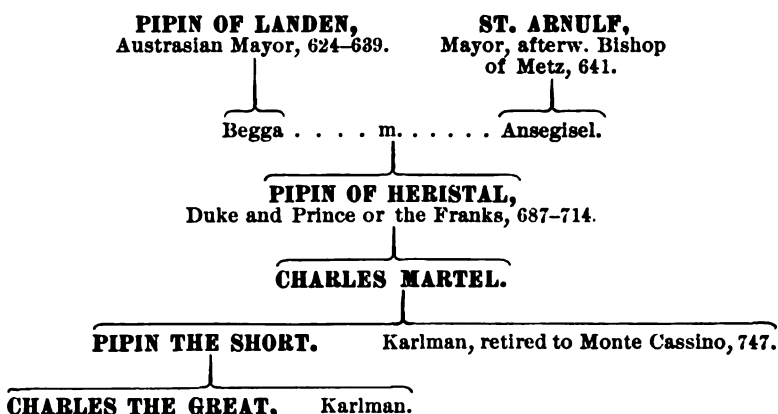 PIPIN OF LANDEN,
Austrasian Mayor, 624–639.
ST. ARNULF,
Mayor, afterw. Bishop
of Metz, 641.
Begga . . . . m. . . . . . Ansegisel.
PIPIN OF HERISTAL,
Duke and Prince or the Franks, 687–714.
CHARLES MARTEL.
PIPIN THE SHORT. Karlman, retired to Monte Cassino, 747.
CHARLES THE GREAT. Karlman.